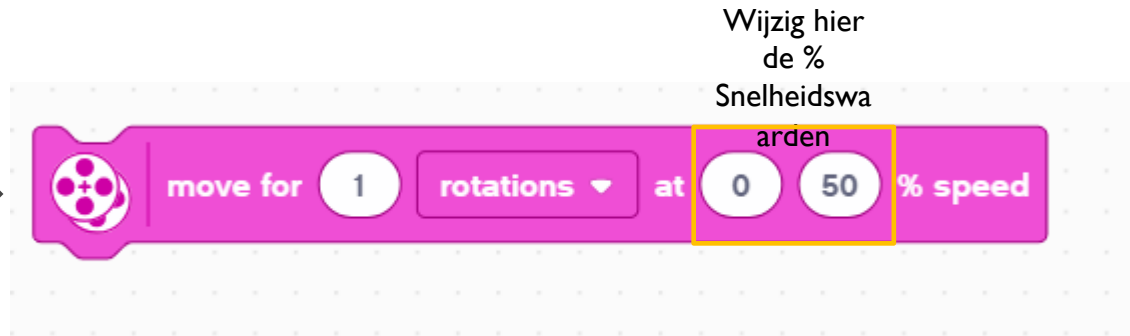 Wijzig hier
de %
Snelheidswa
arden
move for 1 rotations at 0 50 % speed